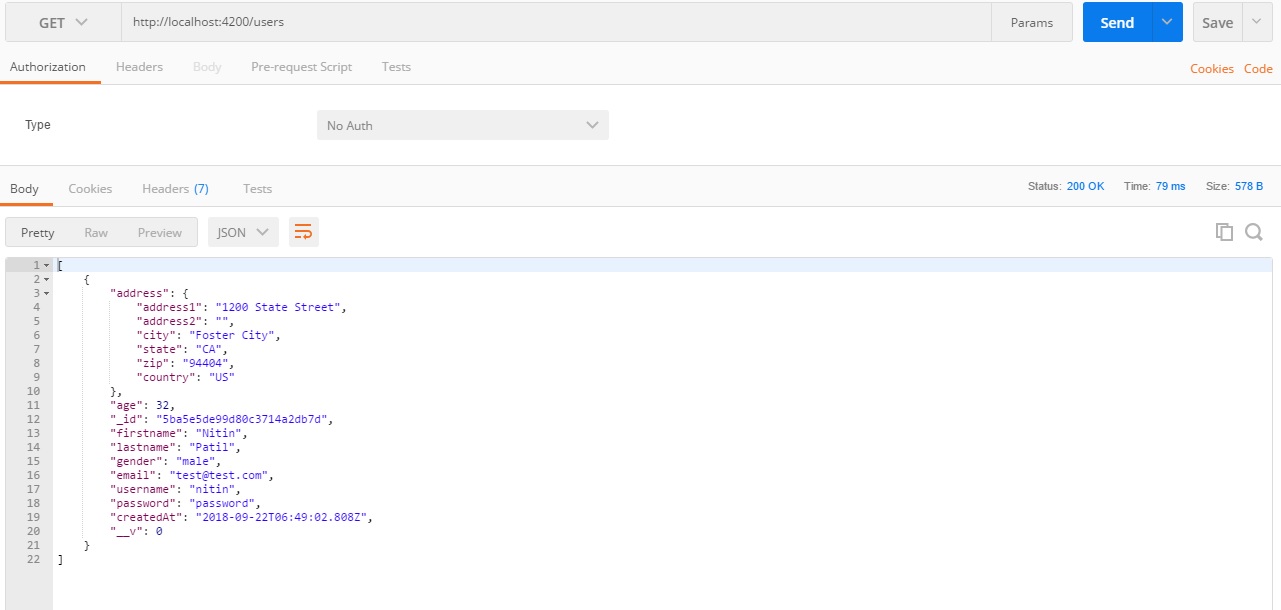 GET http://localhost:4200/users Params Send Save
Authorization Headers Body Pre-request Script Tests Cookies Code
Type No Auth
Body Cookies Headers (7) Tests Status: 200 OK Time: 79 ms Size: 578 B
Pretty Raw Preview JSON
1 [
2 {
3 "address": {
4 "address1": "1200 State Street",
5 "address2": "",
6 "city": "Foster City",
7 "state": "CA",
8 "zip": "94404",
9 "country": "US"
10 },
11 "age": 32,
12 "_id": "5ba5e5de99d80c3714a2db7d",
13 "firstname": "Nitin",
14 "lastname": "Patil",
15 "gender": "male",
16 "email": "test@test.com",
17 "username": "nitin",
18 "password": "password",
19 "createdAt": "2018-09-22T06:49:02.808Z",
20 "__v": 0
21 }
22 ]